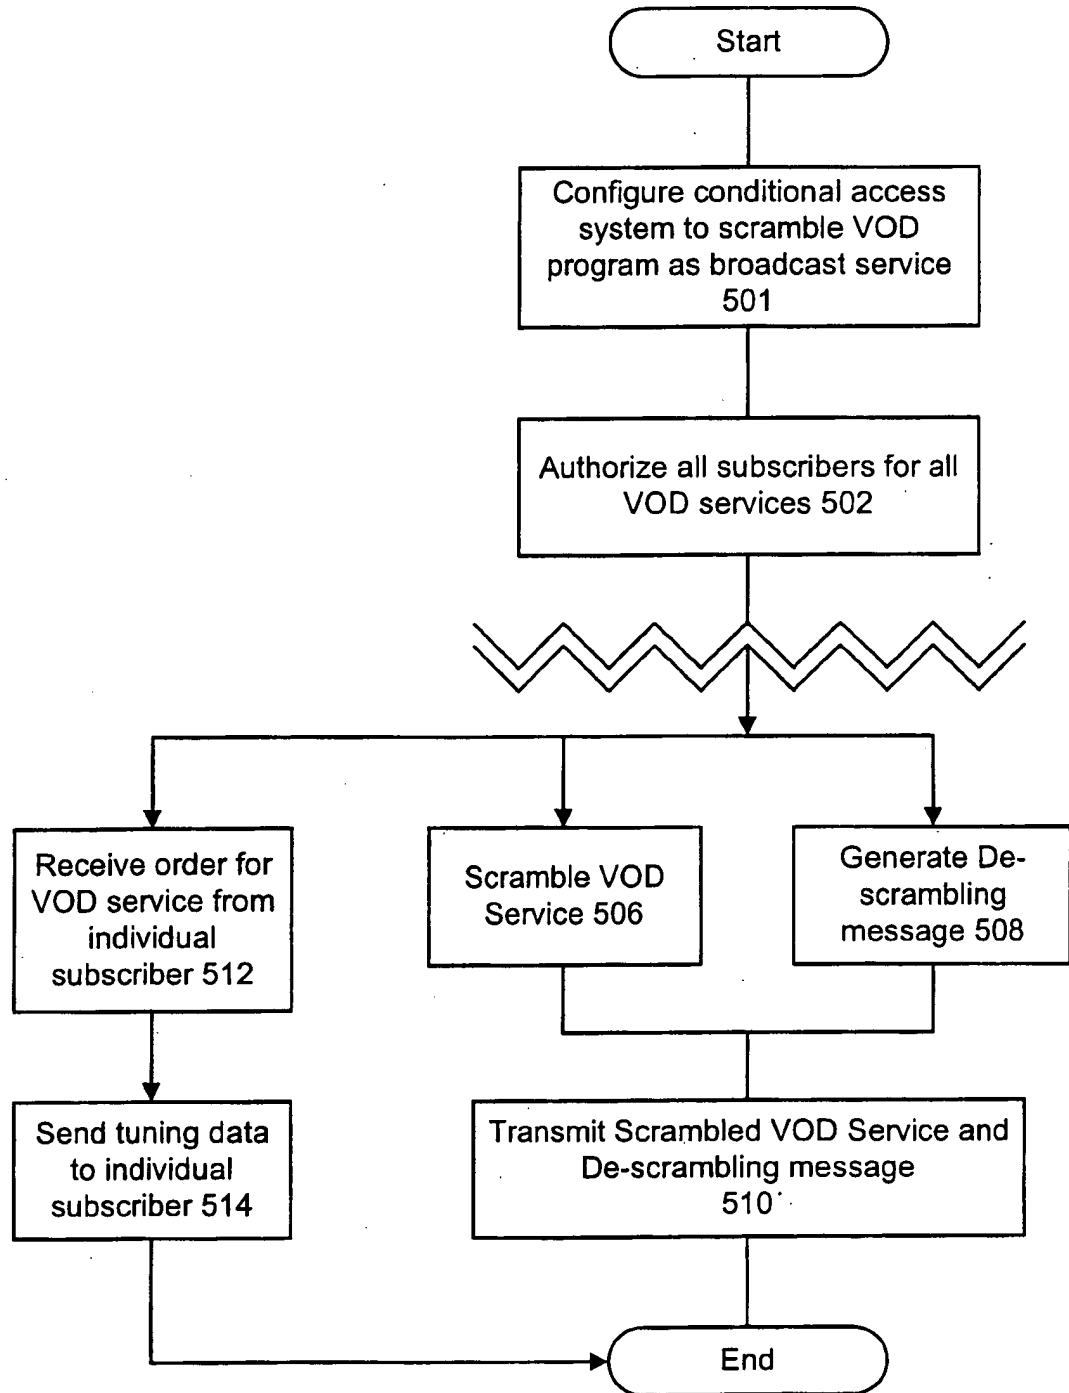 Start
Configure conditional access
system to scramble VOD
program as broadcast service
501
Authorize all subscribers for all
VOD services 502
Receive order for
VOD service from
individual
subscriber 512
Scramble VOD
Service 506
Generate De-
scrambling
message 508
Send tuning data
to individual
subscriber 514
Transmit Scrambled VOD Service and
De-scrambling message
510
End